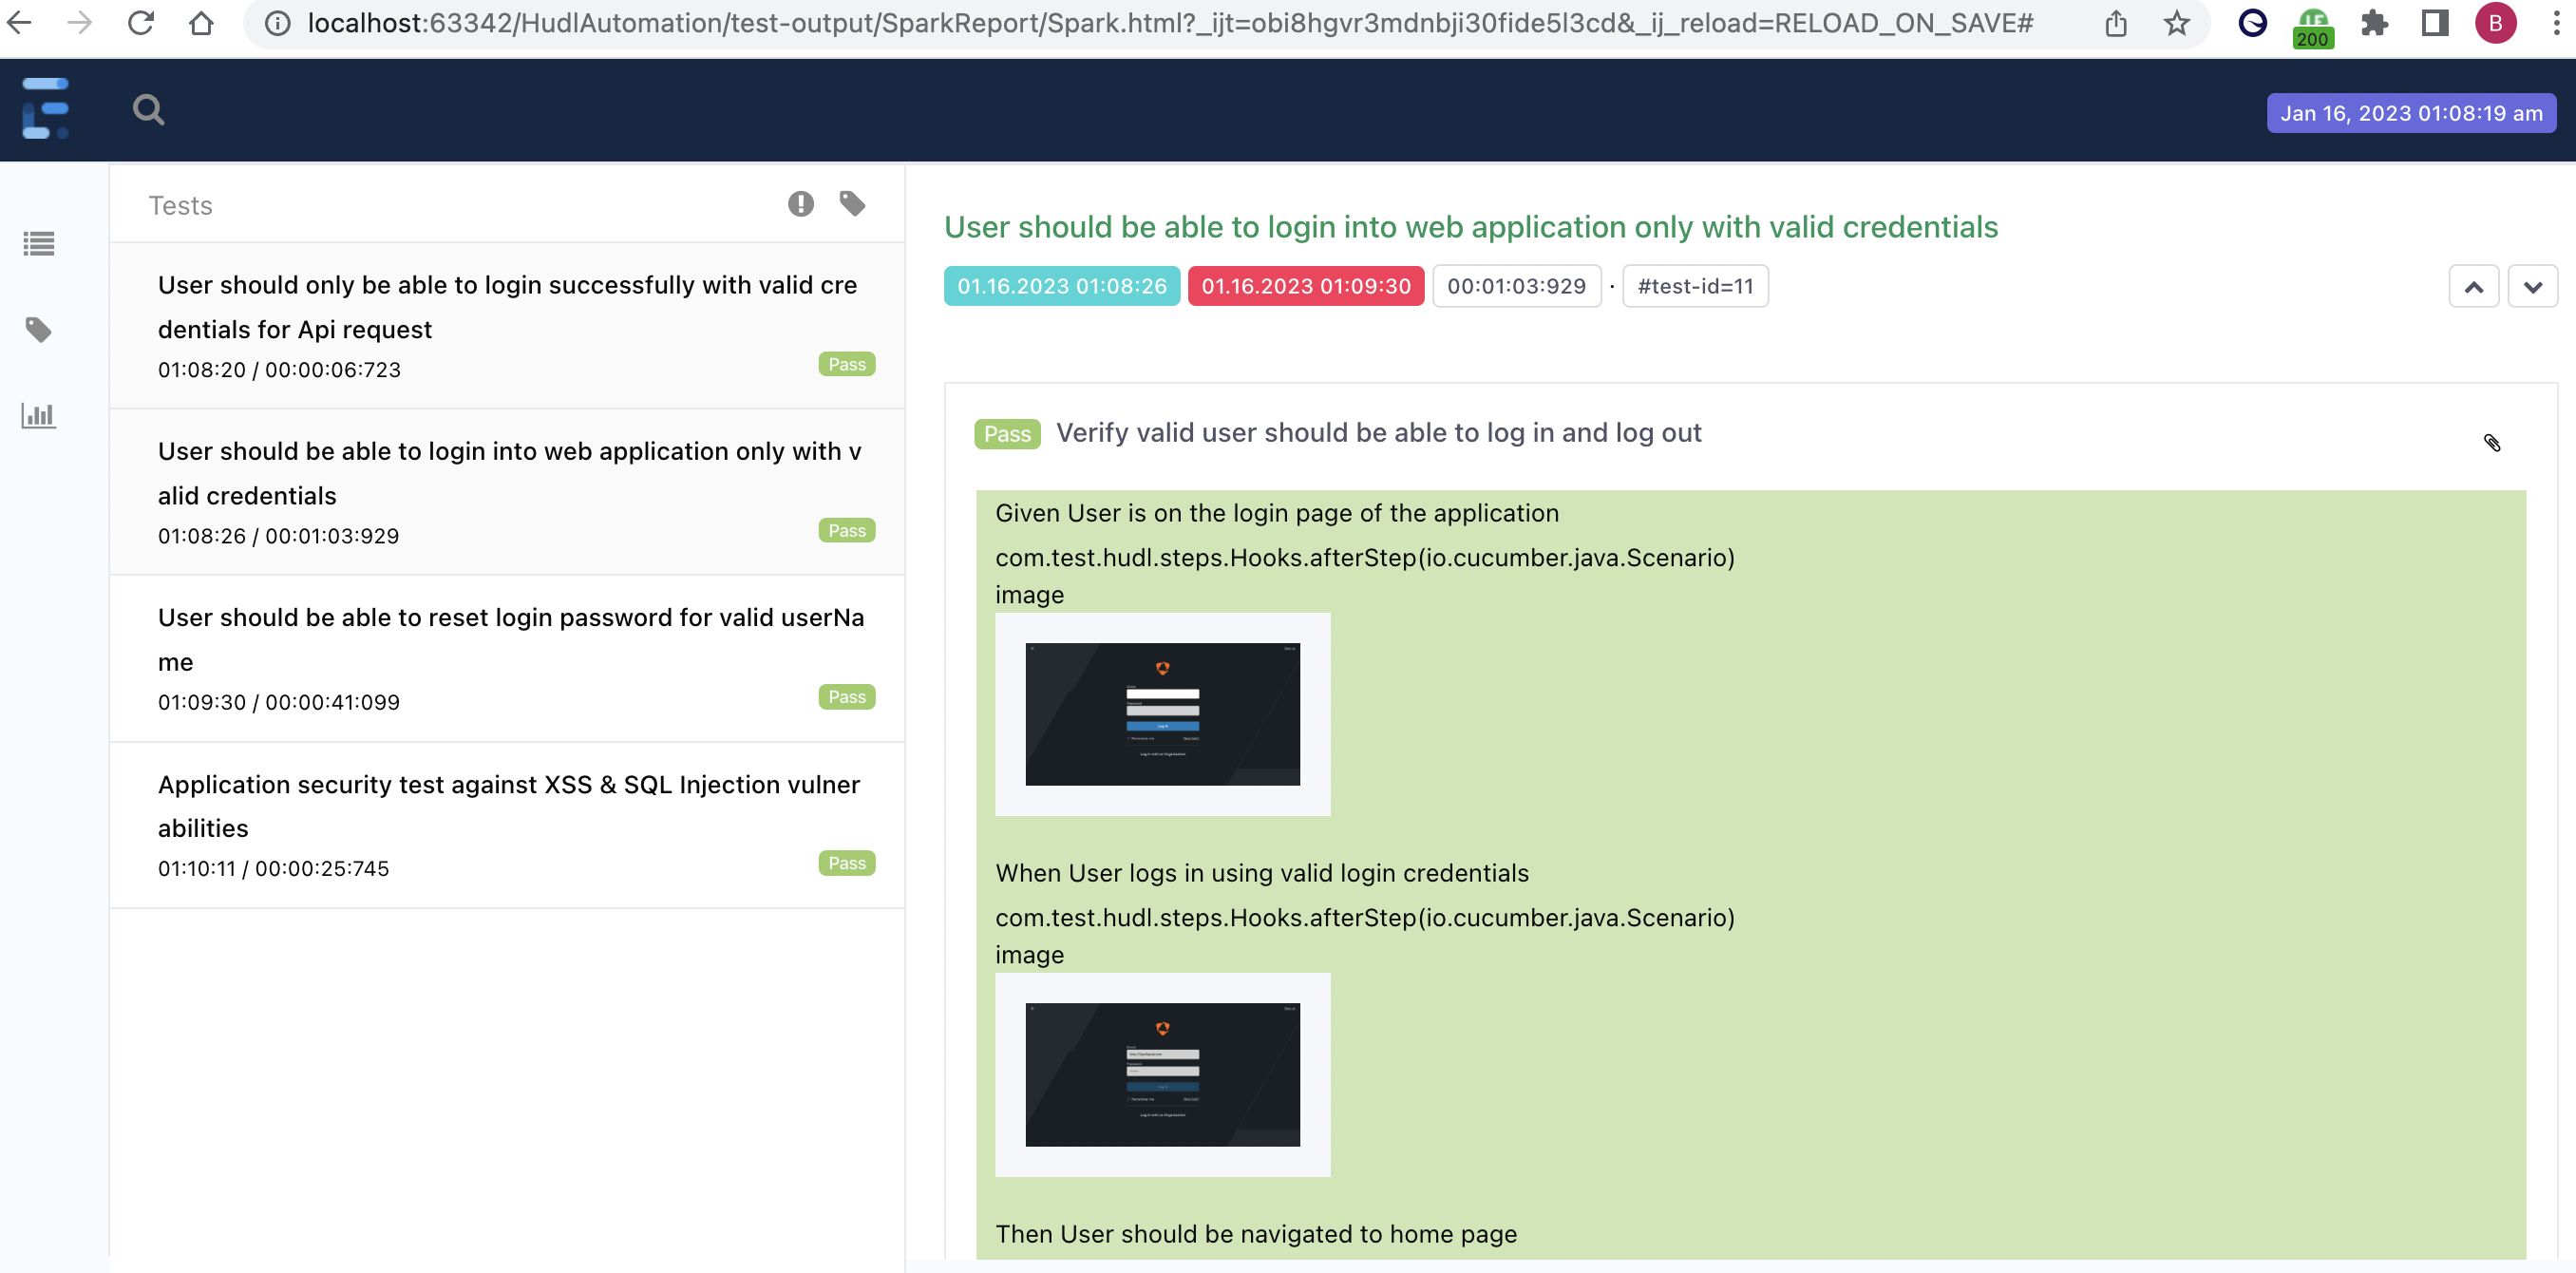 localhost:63342/HudlAutomation/test-output/SparkReport/Spark.html?_ijt=obi8hgvr3mdnbji30fide5l3cd&_ij_reload=RELOAD_ON_SAVE#
200
B
Jan 16, 2023 01:08:19 am
Tests
User should only be able to login successfully with valid cre
dentials for Api request
01:08:20 / 00:00:06:723
Pass
User should be able to login into web application only with v
alid credentials
01:08:26 / 00:01:03:929
Pass
User should be able to reset login password for valid userNa
me
01:09:30 / 00:00:41:099
Pass
Application security test against XSS & SQL Injection vulner
abilities
01:10:11 / 00:00:25:745
Pass
User should be able to login into web application only with valid credentials
01.16.2023 01:08:26
01.16.2023 01:09:30
00:01:03:929
·
#test-id=11
Pass
Verify valid user should be able to log in and log out
Given User is on the login page of the application
com.test.hudl.steps.Hooks.afterStep(io.cucumber.java.Scenario)
image
When User logs in using valid login credentials
com.test.hudl.steps.Hooks.afterStep(io.cucumber.java.Scenario)
image
Then User should be navigated to home page